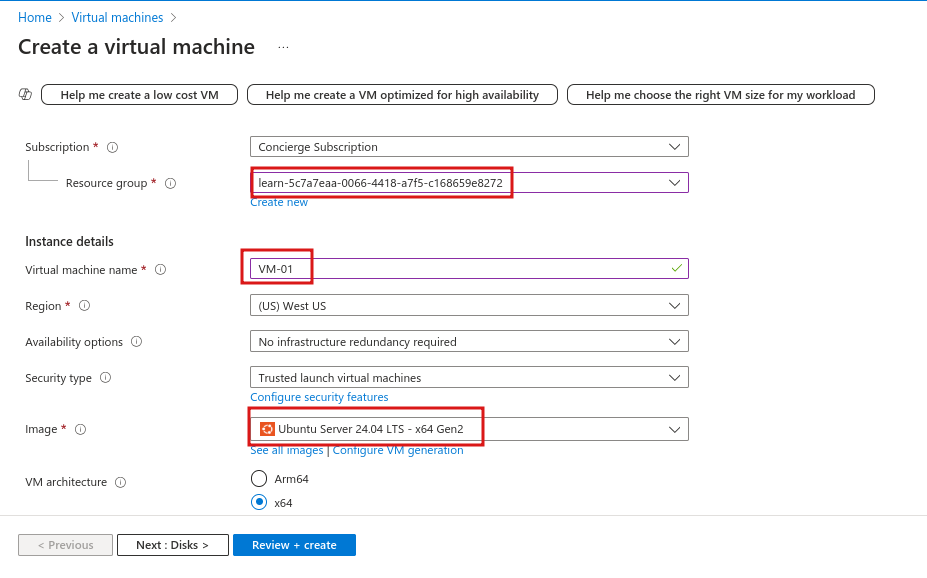 Home > Virtual machines >
Create a virtual machine ...
Help me create a low cost VM Help me create a VM optimized for high availability Help me choose the right VM size for my workload
Subscription * Concierge Subscription
Resource group * learn-5c7a7eaa-0066-4418-a7f5-c168659e8272
Create new
Instance details
Virtual machine name * VM-01
Region * (US) West US
Availability options No infrastructure redundancy required
Security type Trusted launch virtual machines
Configure security features
Image * Ubuntu Server 24.04 LTS - x64 Gen2
See all images | Configure VM generation
VM architecture Arm64
x64
< Previous Next : Disks > Review + create